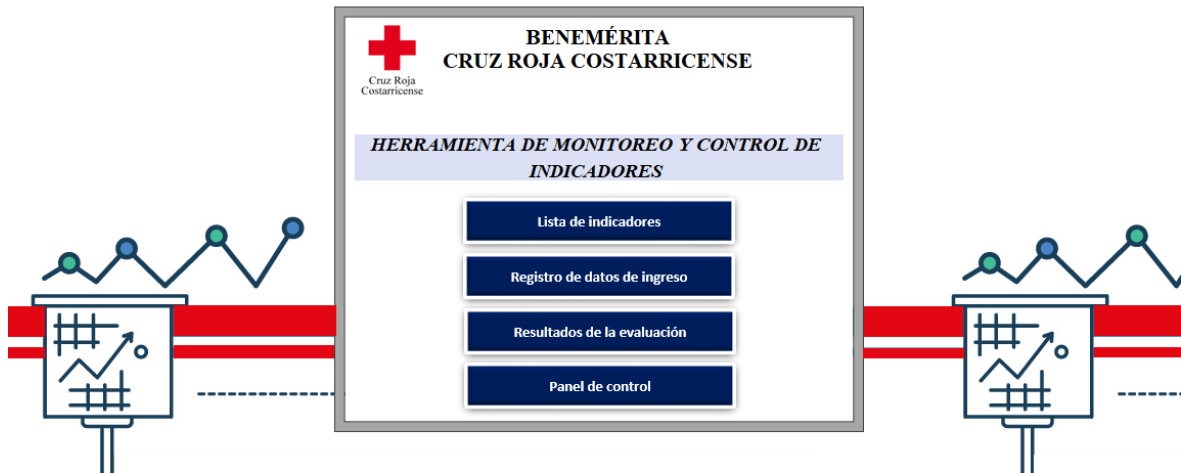 BENEMÉRITA
CRUZ ROJA COSTARRICENSE
Cruz Roja
Costarricense
HERRAMIENTA DE MONITOREO Y CONTROL DE
INDICADORES
Lista de indicadores
Registro de datos de ingreso
Resultados de la evaluación
Panel de control